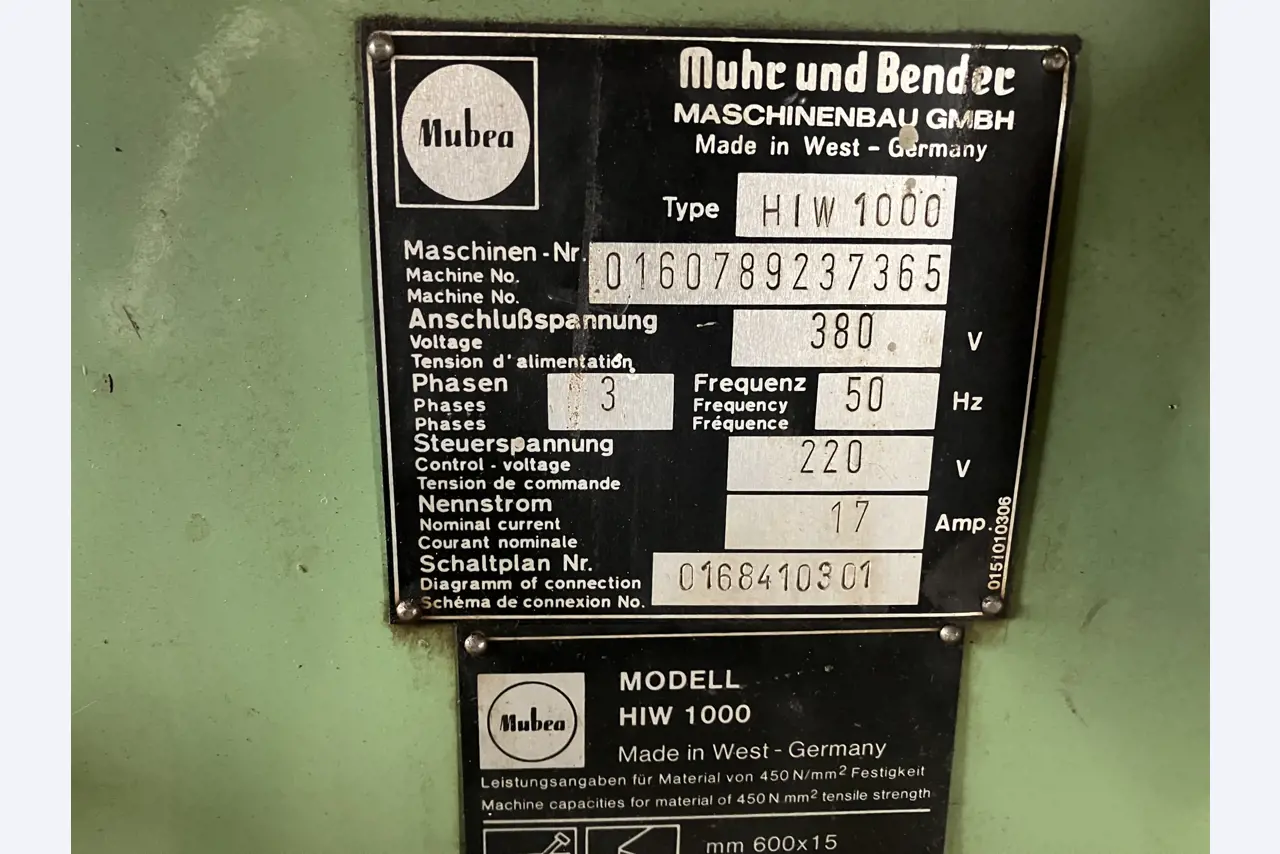 Mubea
Muhr und Bender
MASCHINENBAU GMBH
Made in West - Germany
Type HIW 1000
Maschinen-Nr. 0160789237365
Machine No.
Machine No.
Anschlußspannung 380 V
Voltage
Tension d'alimentation
Phasen 3 Frequenz 50 Hz
Phases Frequency
Phases Fréquence
Steuerspannung 220 V
Control - voltage
Tension de commande
Nennstrom 17 Amp.
Nominal current
Courant nominale
Schaltplan Nr. 0168410301
Diagramm of connection
Schéma de connexion No.
015i010306
Mubea
MODELL
HIW 1000
Made in West - Germany
Leistungsangaben für Material von 450 N/mm² Festigkeit
Machine capacities for material of 450 N mm² tensile strength
mm 600x15